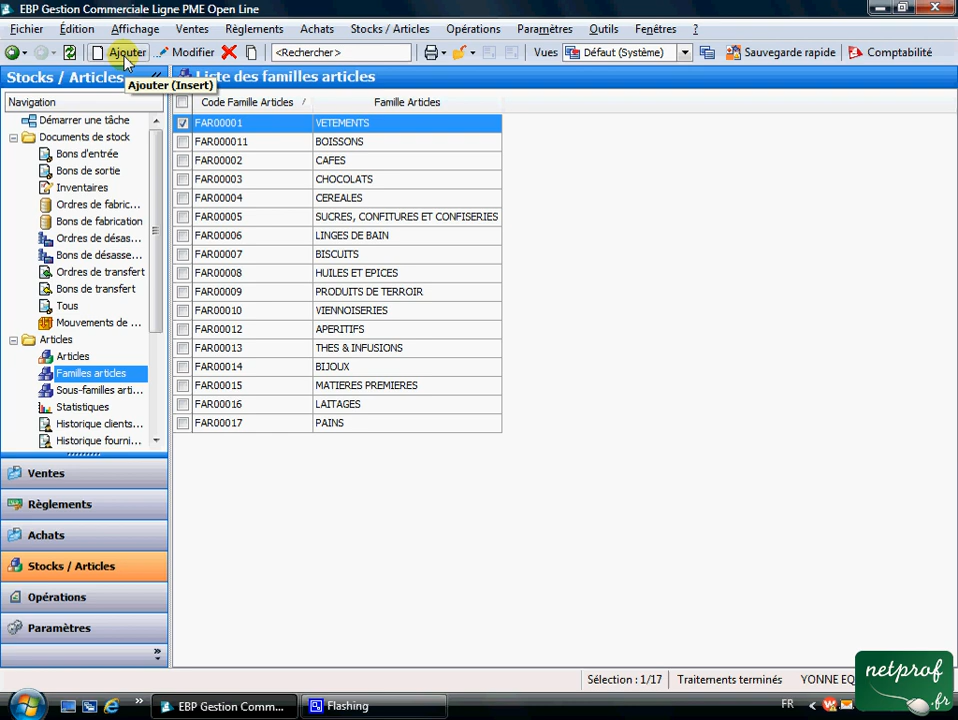 EBP Gestion Commerciale Ligne PME Open Line
Fichier Édition Affichage Ventes Règlements Achats Stocks / Articles Opérations Paramètres Outils Fenêtres ?
Ajouter Modifier <Rechercher> Vues Défaut (Système) Sauvegarde rapide Comptabilité
Stocks / Articles
Liste des familles articles
Ajouter (Insert)
Navigation
Code Famille Articles / Famille Articles
Démarrer une tâche
Documents de stock
Bons d'entrée
Bons de sortie
Inventaires
Ordres de fabric...
Bons de fabrication
Ordres de désas...
Bons de désasse...
Ordres de transfert
Bons de transfert
Tous
Mouvements de ...
Articles
Articles
Familles articles
Sous-familles arti...
Statistiques
Historique clients...
Historique fourni...
FAR00001 VETEMENTS
FAR000011 BOISSONS
FAR00002 CAFES
FAR00003 CHOCOLATS
FAR00004 CEREALES
FAR00005 SUCRES, CONFITURES ET CONFISERIES
FAR00006 LINGES DE BAIN
FAR00007 BISCUITS
FAR00008 HUILES ET EPICES
FAR00009 PRODUITS DE TERROIR
FAR00010 VIENNOISERIES
FAR00012 APERITIFS
FAR00013 THES & INFUSIONS
FAR00014 BIJOUX
FAR00015 MATIERES PREMIERES
FAR00016 LAITAGES
FAR00017 PAINS
Ventes
Règlements
Achats
Stocks / Articles
Opérations
Paramètres
»
Sélection : 1/17 Traitements terminés YONNE EQ
netprof
.fr
» EBP Gestion Comm... Flashing FR <